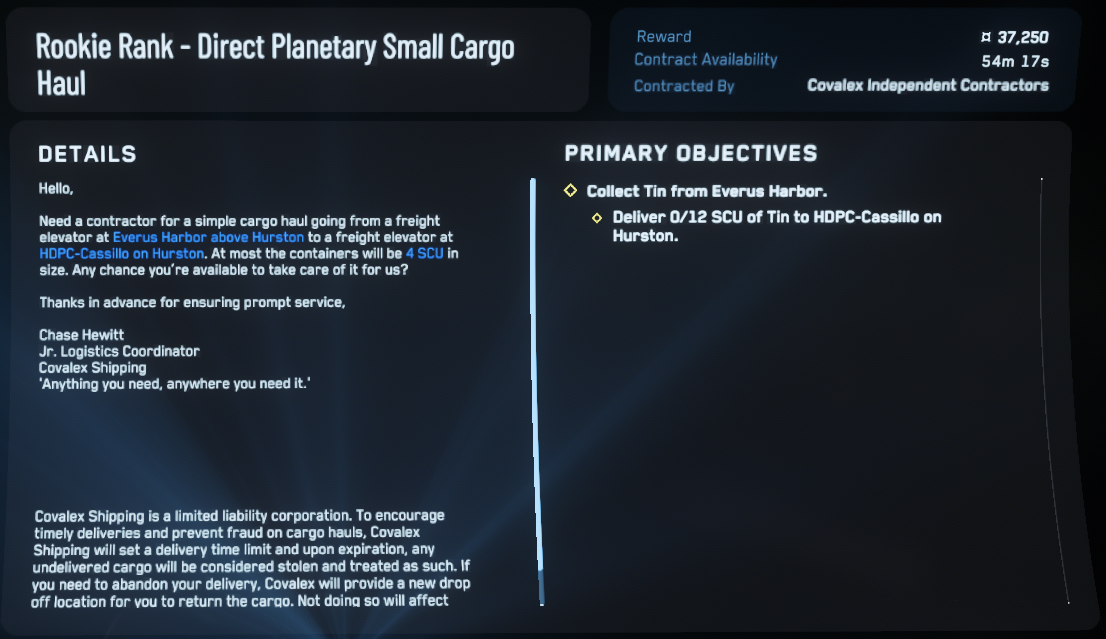 Rookie Rank - Direct Planetary Small Cargo
Haul
Reward ¤ 37,250
Contract Availability 54m 17s
Contracted By Covalex Independent Contractors
DETAILS
Hello,
Need a contractor for a simple cargo haul going from a freight
elevator at Everus Harbor above Hurston to a freight elevator at
HDPC-Cassillo on Hurston. At most the containers will be 4 SCU in
size. Any chance you're available to take care of it for us?
Thanks in advance for ensuring prompt service,
Chase Hewitt
Jr. Logistics Coordinator
Covalex Shipping
'Anything you need, anywhere you need it.'
Covalex Shipping is a limited liability corporation. To encourage
timely deliveries and prevent fraud on cargo hauls, Covalex
Shipping will set a delivery time limit and upon expiration, any
undelivered cargo will be considered stolen and treated as such. If
you need to abandon your delivery, Covalex will provide a new drop
off location for you to return the cargo. Not doing so will affect
PRIMARY OBJECTIVES
Collect Tin from Everus Harbor.
Deliver 0/12 SCU of Tin to HDPC-Cassillo on
Hurston.